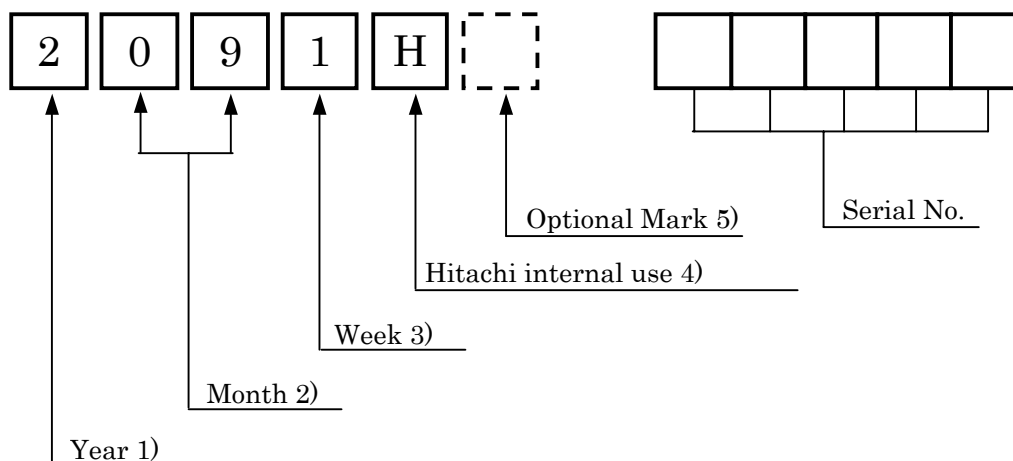 2 0 9 1 H
Serial No.
Optional Mark 5)
Hitachi internal use 4)
Week 3)
Month 2)
Year 1)